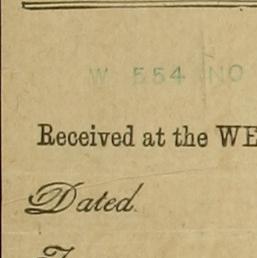 W 554 NO
Received at the WE
Dated